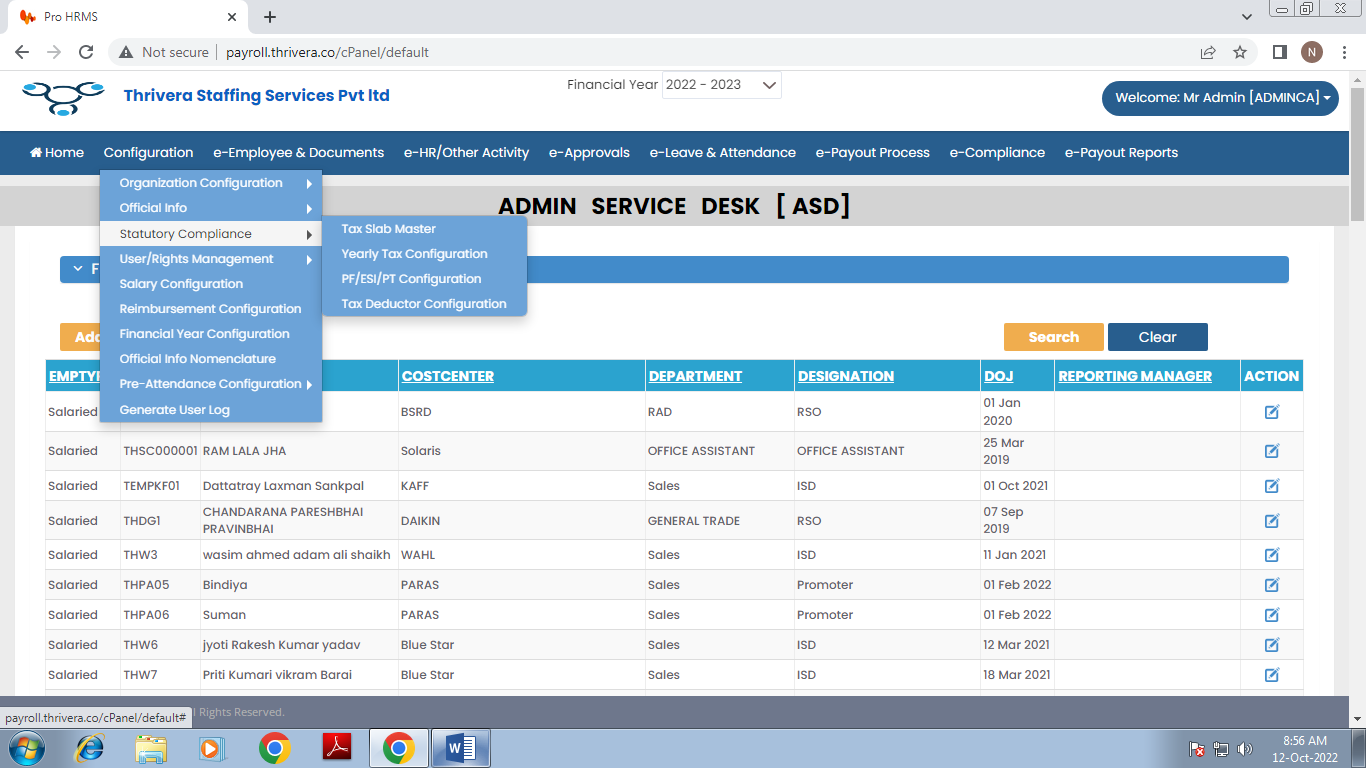 Pro HRMS
Not secure payroll.thrivera.co/cPanel/default
N
Thrivera Staffing Services Pvt ltd
Financial Year 2022 - 2023
Welcome: Mr Admin [ADMINCA]
Home Configuration e-Employee & Documents e-HR/Other Activity e-Approvals e-Leave & Attendance e-Payout Process e-Compliance e-Payout Reports
Organization Configuration
Official Info
Statutory Compliance
User/Rights Management
Salary Configuration
Reimbursement Configuration
Financial Year Configuration
Official Info Nomenclature
Pre-Attendance Configuration
Generate User Log
Tax Slab Master
Yearly Tax Configuration
PF/ESI/PT Configuration
Tax Deductor Configuration
ADMIN SERVICE DESK [ ASD]
Search Clear
COSTCENTER DEPARTMENT DESIGNATION DOJ REPORTING MANAGER ACTION
Salaried BSRD RAD RSO 01 Jan 2020
Salaried THSC000001 RAM LALA JHA Solaris OFFICE ASSISTANT OFFICE ASSISTANT 25 Mar 2019
Salaried TEMPKF01 Dattatray Laxman Sankpal KAFF Sales ISD 01 Oct 2021
Salaried THDG1 CHANDARANA PARESHBHAI PRAVINBHAI DAIKIN GENERAL TRADE RSO 07 Sep 2019
Salaried THW3 wasim ahmed adam ali shaikh WAHL Sales ISD 11 Jan 2021
Salaried THPA05 Bindiya PARAS Sales Promoter 01 Feb 2022
Salaried THPA06 Suman PARAS Sales Promoter 01 Feb 2022
Salaried THW6 jyoti Rakesh Kumar yadav Blue Star Sales ISD 12 Mar 2021
Salaried THW7 Priti Kumari vikram Barai Blue Star Sales ISD 18 Mar 2021
payroll.thrivera.co/cPanel/default# Rights Reserved.
8:56 AM
12-Oct-2022